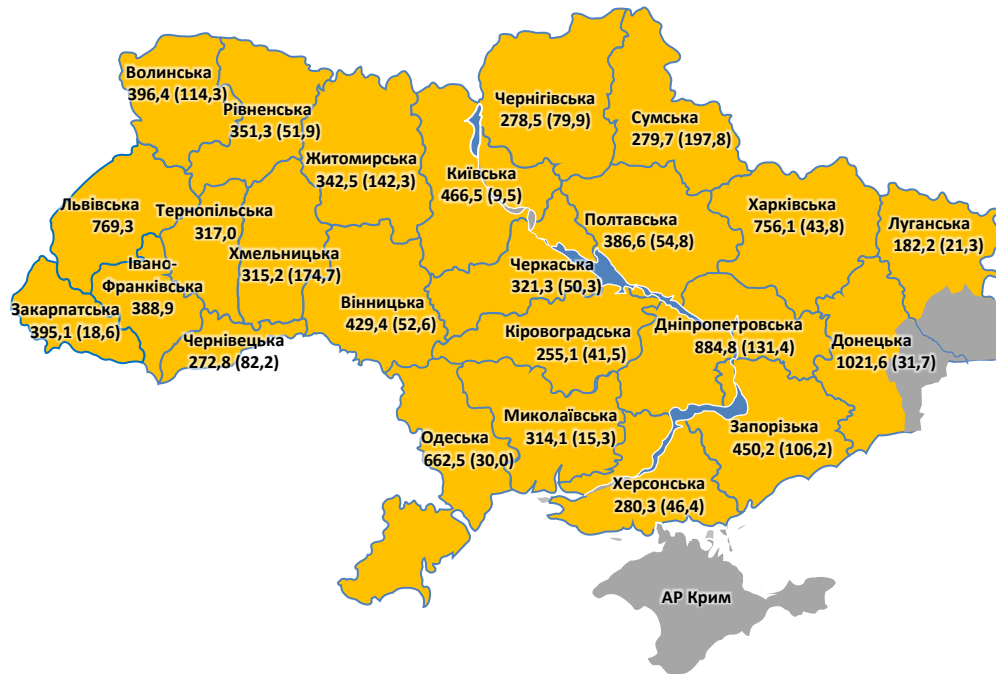 Волинська
396,4 (114,3)
Рівненська
351,3 (51,9)
Житомирська
342,5 (142,3)
Київська
466,5 (9,5)
Чернігівська
278,5 (79,9)
Сумська
279,7 (197,8)
Львівська
769,3
Тернопільська
317,0
Хмельницька
315,2 (174,7)
Івано-
Франківська
388,9
Закарпатська
395,1 (18,6)
Чернівецька
272,8 (82,2)
Вінницька
429,4 (52,6)
Черкаська
321,3 (50,3)
Полтавська
386,6 (54,8)
Харківська
756,1 (43,8)
Луганська
182,2 (21,3)
Кіровоградська
255,1 (41,5)
Дніпропетровська
884,8 (131,4)
Донецька
1021,6 (31,7)
Одеська
662,5 (30,0)
Миколаївська
314,1 (15,3)
Запорізька
450,2 (106,2)
Херсонська
280,3 (46,4)
АР Крим